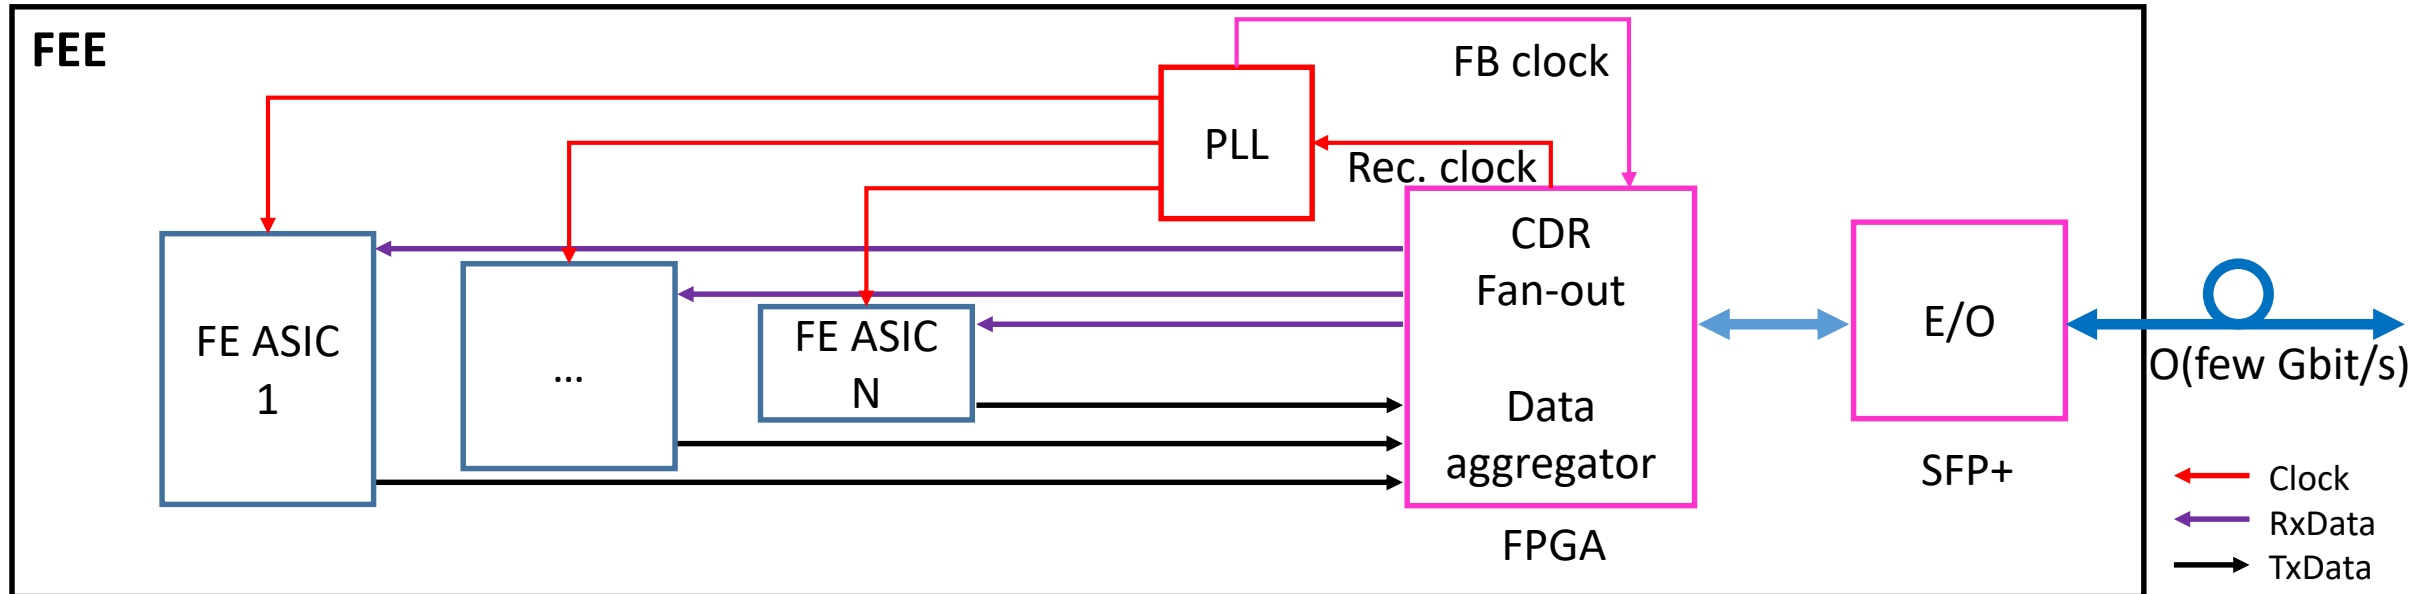 FEE
FB clock
PLL
Rec. clock
CDR
Fan-out
Data
aggregator
FPGA
FE ASIC
1
...
FE ASIC
N
E/O
SFP+
O(few Gbit/s)
Clock
RxData
TxData